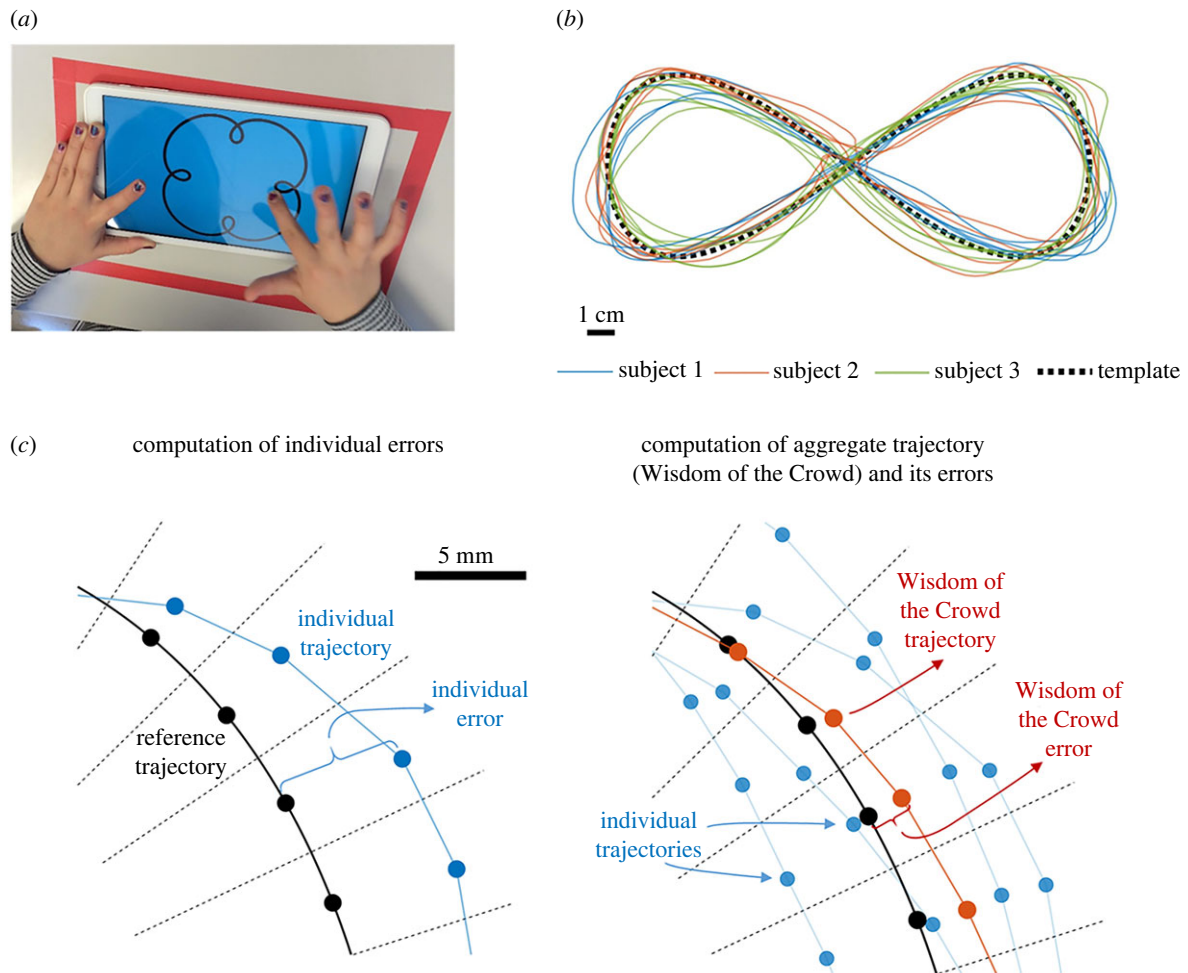 (a)
(b)
1 cm
subject 1 subject 2 subject 3 template
(c)
computation of individual errors
computation of aggregate trajectory
(Wisdom of the Crowd) and its errors
5 mm
individual
trajectory
individual
error
reference
trajectory
Wisdom of
the Crowd
trajectory
Wisdom of
the Crowd
error
individual
trajectories